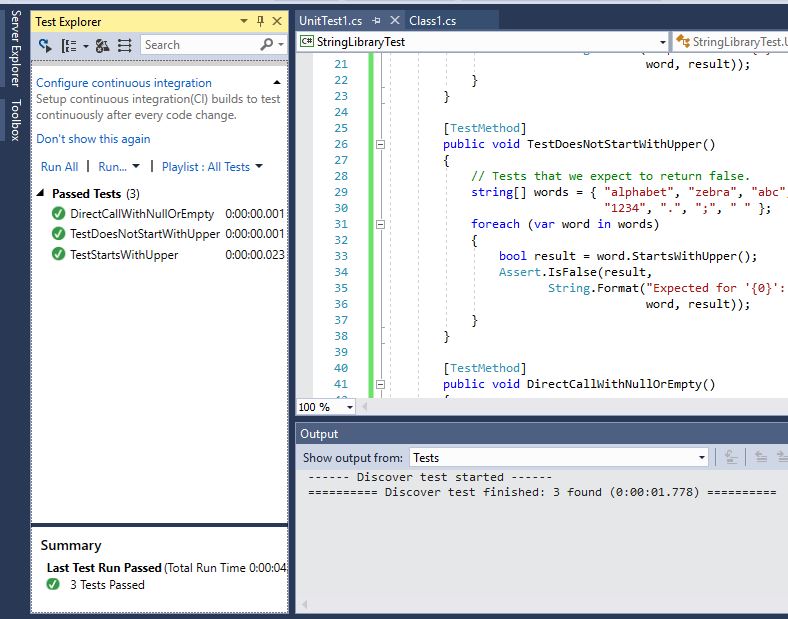 Server Explorer
Toolbox
Test Explorer
Search
Configure continuous integration
Setup continuous integration(CI) builds to test
continuously after every code change.
Don't show this again
Run All | Run... | Playlist : All Tests
Passed Tests (3)
DirectCallWithNullOrEmpty 0:00:00.001
TestDoesNotStartWithUpper 0:00:00.001
TestStartsWithUpper 0:00:00.023
Summary
Last Test Run Passed (Total Run Time 0:00:04
3 Tests Passed
UnitTest1.cs Class1.cs
C# StringLibraryTest StringLibraryTest.U
21 word, result));
22 }
23 }
24
25 [TestMethod]
26 public void TestDoesNotStartWithUpper()
27 {
28 // Tests that we expect to return false.
29 string[] words = { "alphabet", "zebra", "abc",
30 "1234", ".", ";", " " };
31 foreach (var word in words)
32 {
33 bool result = word.StartsWithUpper();
34 Assert.IsFalse(result,
35 String.Format("Expected for '{0}':
36 word, result));
37 }
38 }
39
40 [TestMethod]
41 public void DirectCallWithNullOrEmpty()
100 %
Output
Show output from: Tests
------ Discover test started ------
========== Discover test finished: 3 found (0:00:01.778) ==========